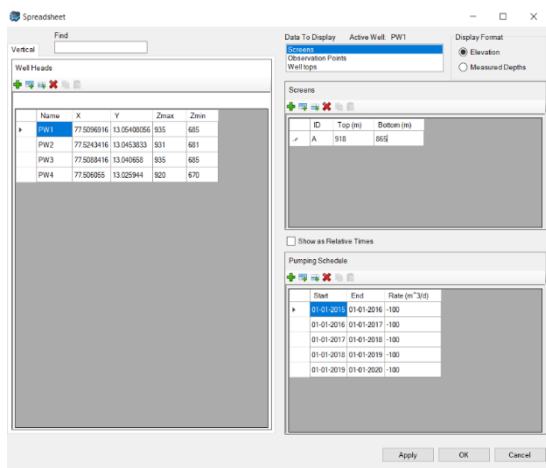 Spreadsheet
Find
Vertical
Well Heads
Name X Y Zmax Zmin
PW1 77.5096916 13.05408056 935 685
PW2 77.5243416 13.0453833 931 681
PW3 77.5088416 13.040658 935 685
PW4 77.506055 13.025944 920 670
Data To Display Active Well: PW1
Screens
Observation Points
Well tops
Display Format
Elevation
Measured Depths
Screens
ID Top (m) Bottom (m)
A 918 865
Show as Relative Times
Pumping Schedule
Start End Rate (m^3/d)
01-01-2015 01-01-2016 -100
01-01-2016 01-01-2017 -100
01-01-2017 01-01-2018 -100
01-01-2018 01-01-2019 -100
01-01-2019 01-01-2020 -100
Apply OK Cancel